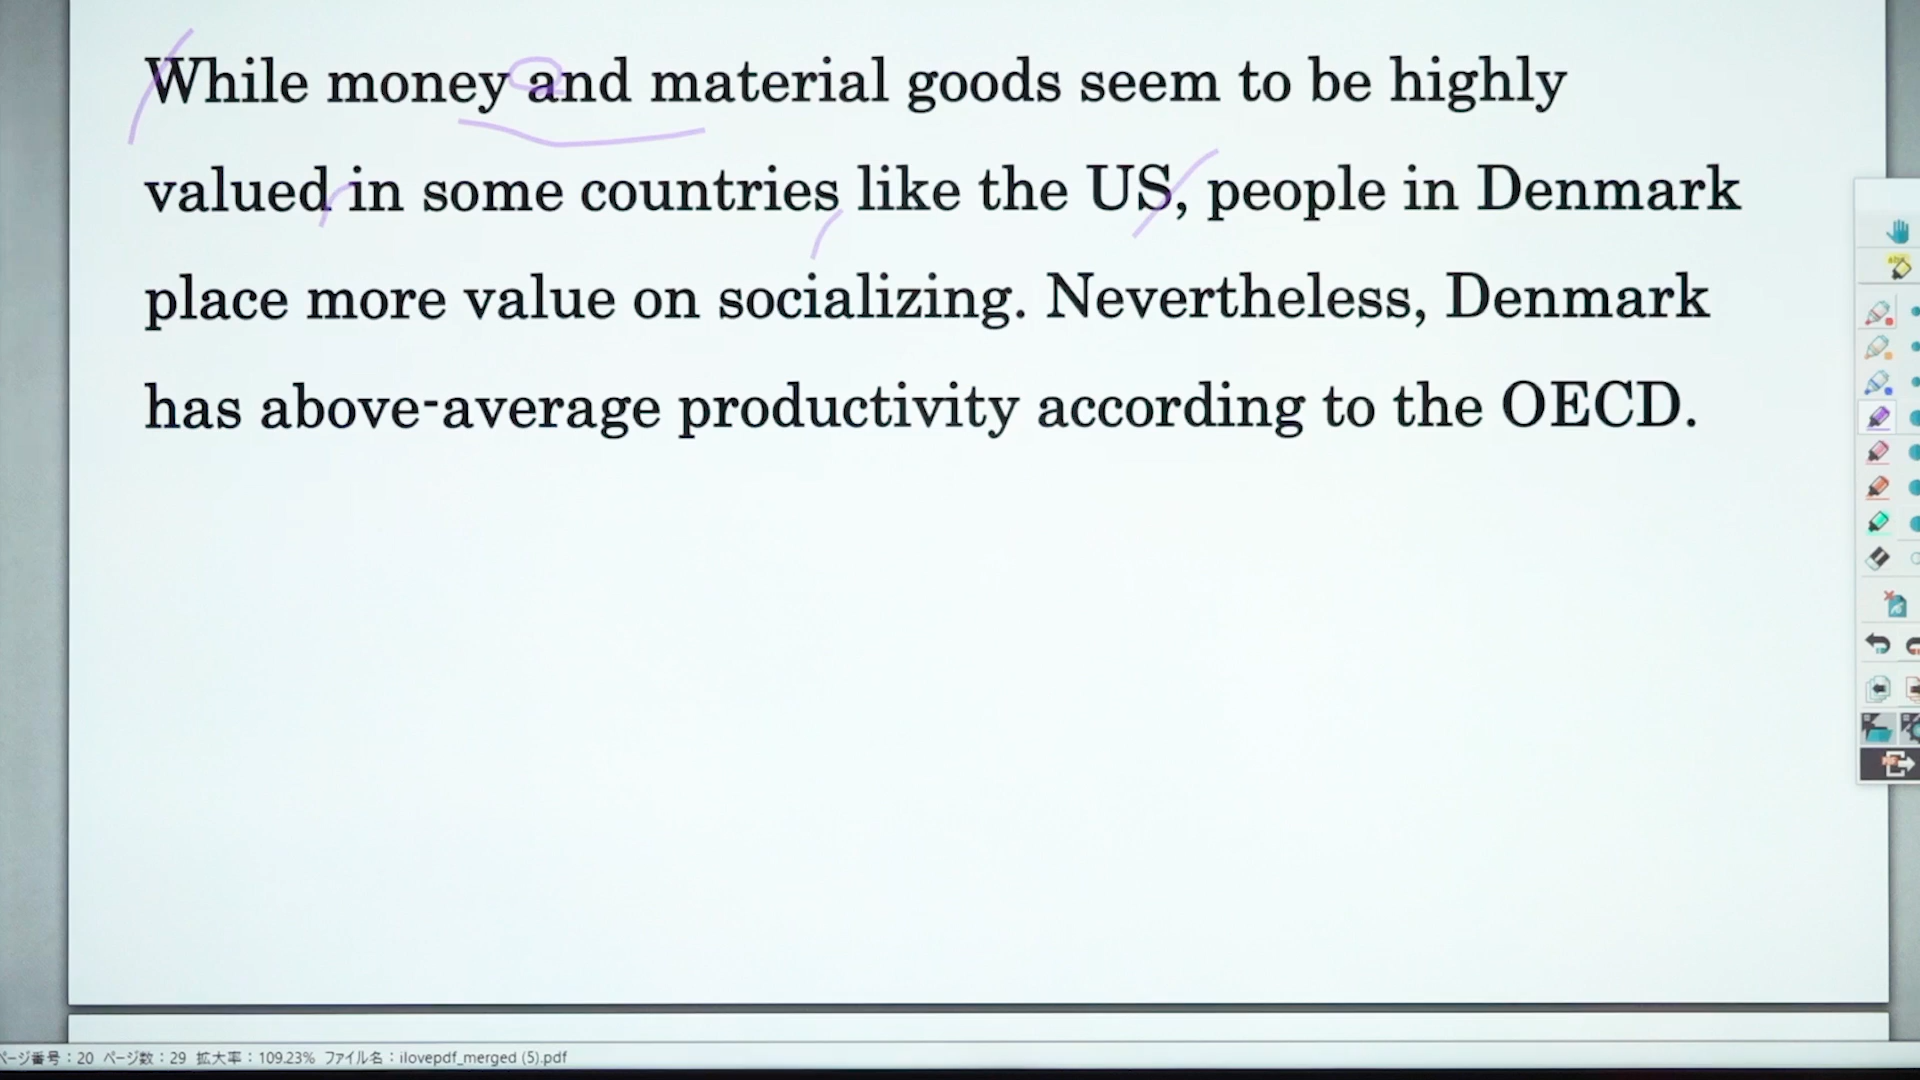 While money and material goods seem to be highly
valued in some countries like the US, people in Denmark
place more value on socializing. Nevertheless, Denmark
has above-average productivity according to the OECD.
ページ番号：20 ページ数：29 拡大率：109.23% ファイル名：ilovepdf_merged (5).pdf